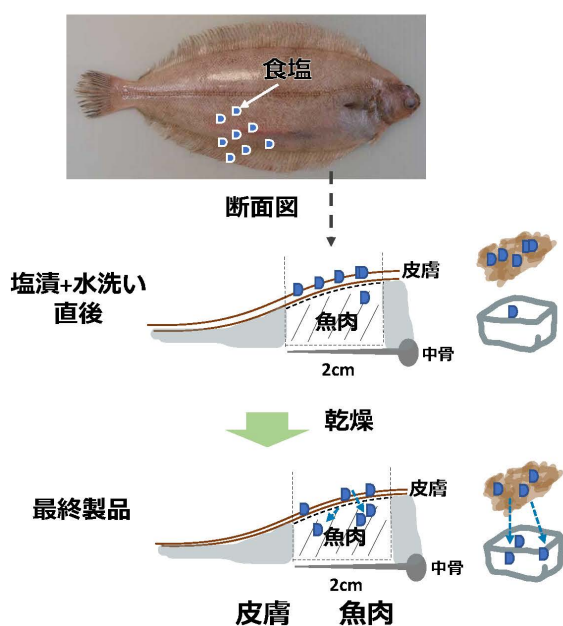 食塩
断面図
塩漬+水洗い
直後
皮膚
魚肉
中骨
2cm
乾燥
最終製品
皮膚
魚肉
中骨
2cm
皮膚 魚肉